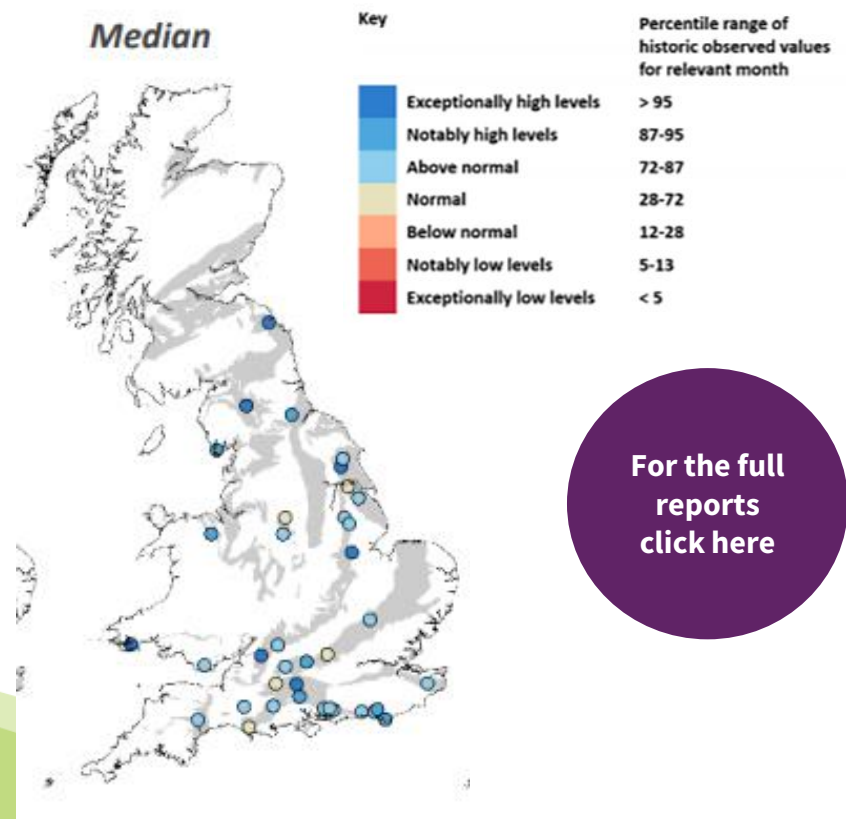 Median
Key
Percentile range of
historic observed values
for relevant month
Exceptionally high levels > 95
Notably high levels 87-95
Above normal 72-87
Normal 28-72
Below normal 12-28
Notably low levels 5-13
Exceptionally low levels < 5
For the full
reports
click here